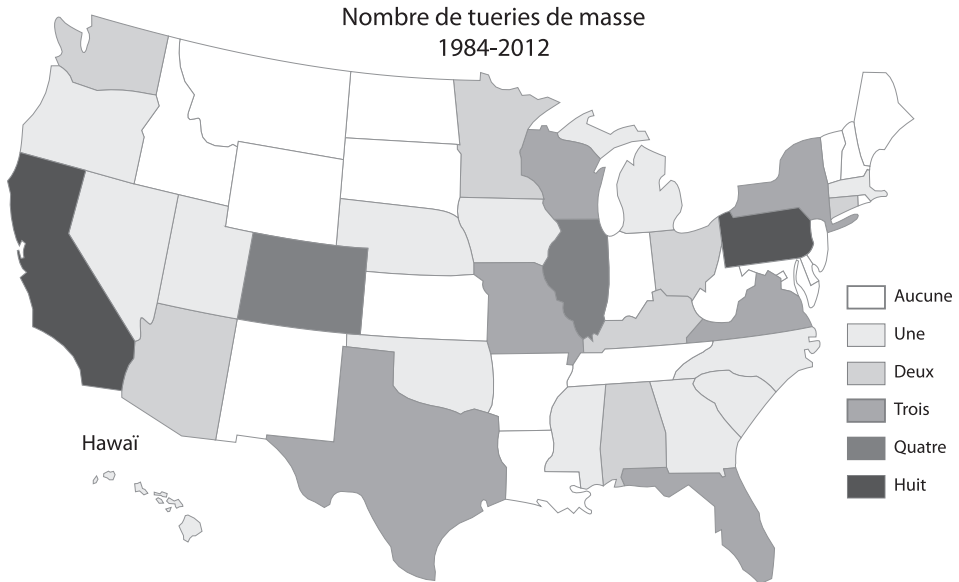 Nombre de tueries de masse
1984-2012
Aucune
Une
Deux
Trois
Quatre
Huit
Hawaï